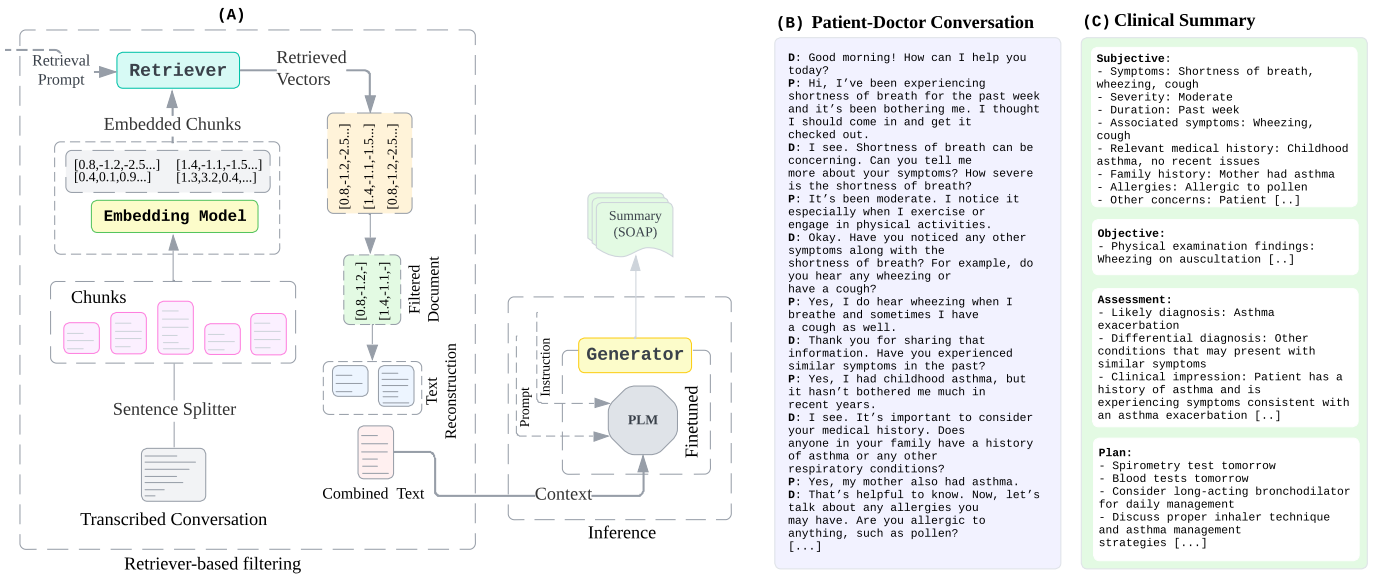 (A)
Retrieval
Prompt
Retriever
Retrieved
Vectors
Embedded Chunks
[0.8,-1.2,-2.5...]
[1.4,-1.1,-1.5...]
[0.4,0.1,0.9...]
[1.3,3.2,0.4,...]
Embedding Model
Chunks
Sentence Splitter
Transcribed Conversation
[0.8,-1.2,-2.5...]
[1.4,-1.1,-1.5...]
[0.8,-1.2,-2.5...]
[0.8,-1.2,-]
[1.4,-1.1,-]
Filtered
Document
Text
Reconstruction
Combined Text
Retriever-based filtering
Summary
(SOAP)
Generator
Prompt
Instruction
PLM
Finetuned
Context
Inference
(B) Patient-Doctor Conversation
D: Good morning! How can I help you
today?
P: Hi, I've been experiencing
shortness of breath for the past week
and it's been bothering me. I thought
I should come in and get it
checked out.
D: I see. Shortness of breath can be
concerning. Can you tell me
more about your symptoms? How severe
is the shortness of breath?
P: It's been moderate. I notice it
especially when I exercise or
engage in physical activities.
D: Okay. Have you noticed any other
symptoms along with the
shortness of breath? For example, do
you hear any wheezing or
have a cough?
P: Yes, I do hear wheezing when I
breathe and sometimes I have
a cough as well.
D: Thank you for sharing that
information. Have you experienced
similar symptoms in the past?
P: Yes, I had childhood asthma, but
it hasn't bothered me much in
recent years.
D: I see. It's important to consider
your medical history. Does
anyone in your family have a history
of asthma or any other
respiratory conditions?
P: Yes, my mother also had asthma.
D: That's helpful to know. Now, let's
talk about any allergies you
may have. Are you allergic to
anything, such as pollen?
[...]
(C) Clinical Summary
Subjective:
- Symptoms: Shortness of breath,
wheezing, cough
- Severity: Moderate
- Duration: Past week
- Associated symptoms: Wheezing,
cough
- Relevant medical history: Childhood
asthma, no recent issues
- Family history: Mother had asthma
- Allergies: Allergic to pollen
- Other concerns: Patient [..]
Objective:
- Physical examination findings:
Wheezing on auscultation [..]
Assessment:
- Likely diagnosis: Asthma
exacerbation
- Differential diagnosis: Other
conditions that may present with
similar symptoms
- Clinical impression: Patient has a
history of asthma and is
experiencing symptoms consistent with
an asthma exacerbation [..]
Plan:
- Spirometry test tomorrow
- Blood tests tomorrow
- Consider long-acting bronchodilator
for daily management
- Discuss proper inhaler technique
and asthma management
strategies [...]